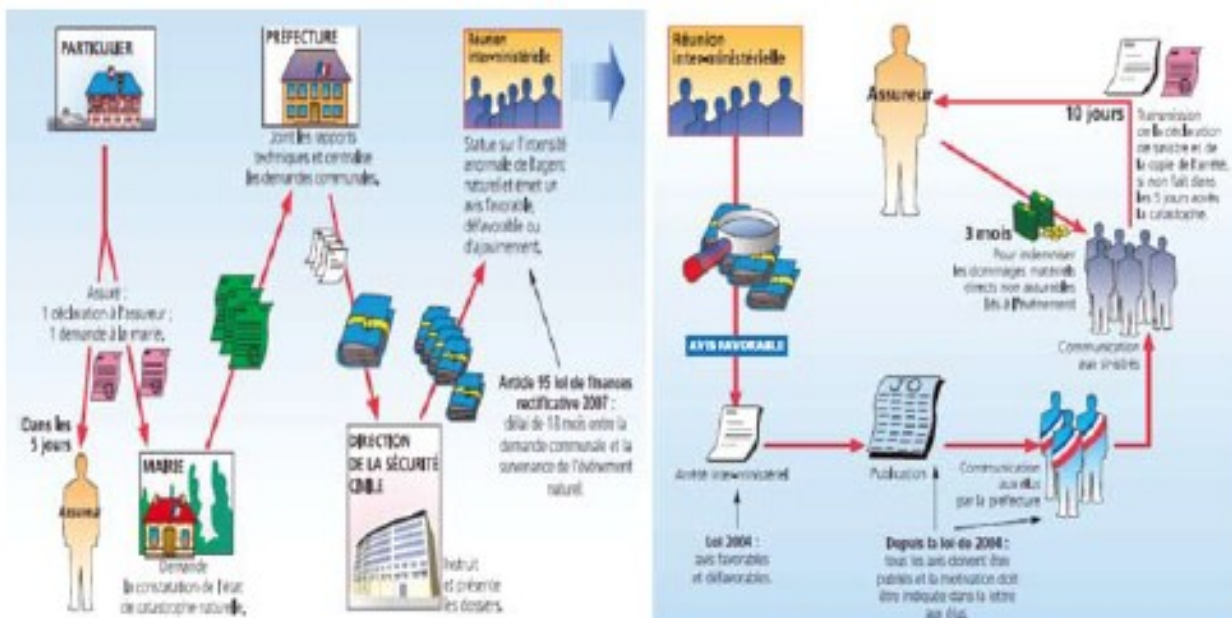 PARTICULIER
Assuré :
1 déclaration à l'assureur ;
1 demande à la mairie.
Dans les
5 jours
Assureur
MAIRIE
Demande
la constatation de l'état
de catastrophe naturelle.
PRÉFECTURE
Joint les rapports
techniques et centralise
les demandes communales.
DIRECTION
DE LA SÉCURITÉ
CIVILE
Instruit
et présente
les dossiers.
Réunion
inter-ministérielle
Statue sur l'intensité
anormale de l'agent
naturel et émet un
avis favorable,
défavorable ou
d'ajournement.
Article 95 loi de finances
rectificative 2007 :
délai de 18 mois entre la
demande communale et la
survenance de l'événement
naturel.
Réunion
inter-ministérielle
AVIS FAVORABLE
Arrêté inter-ministériel
Loi 2004 :
avis favorables
et défavorables.
J O
Publication
Depuis la loi de 2004 :
tous les avis doivent être
publiés et la motivation doit
être indiquée dans la lettre
aux élus.
Communication
aux élus
par la préfecture
Communication
aux sinistrés
Assureur
10 jours
Transmission
de la déclaration
de sinistre et de
la copie de l'arrêté,
si non fait dans
les 5 jours après
la catastrophe.
3 mois
Pour indemniser
les dommages matériels
directs non assurables
liés à l'événement